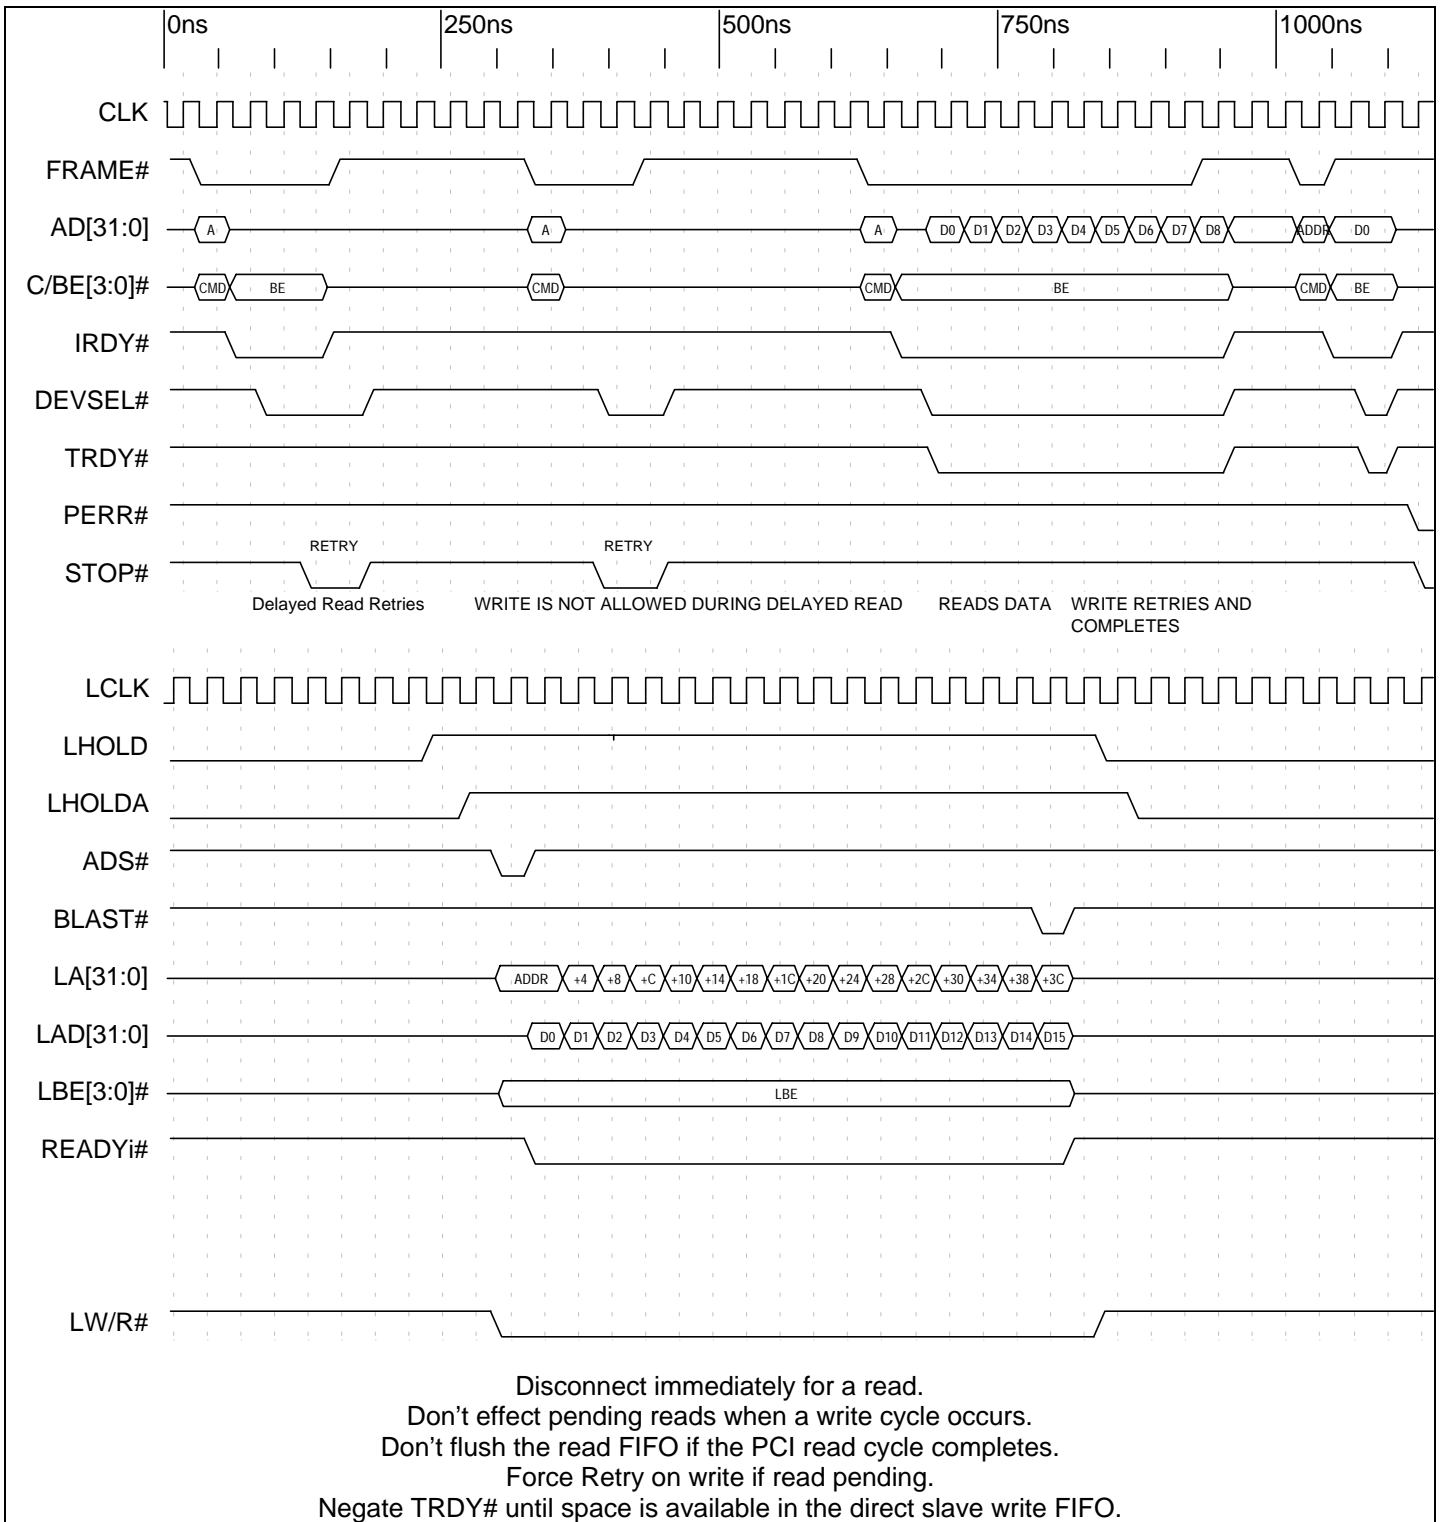 0ns 250ns 500ns 750ns 1000ns
CLK
FRAME#
AD[31:0] A A A D0 D1 D2 D3 D4 D5 D6 D7 D8 ADDR D0
C/BE[3:0]# CMD BE CMD CMD BE CMD BE
IRDY#
DEVSEL#
TRDY#
PERR#
RETRY RETRY
STOP#
Delayed Read Retries WRITE IS NOT ALLOWED DURING DELAYED READ READS DATA WRITE RETRIES AND
COMPLETES
LCLK
LHOLD
LHOLDA
ADS#
BLAST#
LA[31:0] ADDR +4 +8 +C +10 +14 +18 +1C +20 +24 +28 +2C +30 +34 +38 +3C
LAD[31:0] D0 D1 D2 D3 D4 D5 D6 D7 D8 D9 D10 D11 D12 D13 D14 D15
LBE[3:0]# LBE
READYi#
LW/R#
Disconnect immediately for a read.
Don't effect pending reads when a write cycle occurs.
Don't flush the read FIFO if the PCI read cycle completes.
Force Retry on write if read pending.
Negate TRDY# until space is available in the direct slave write FIFO.